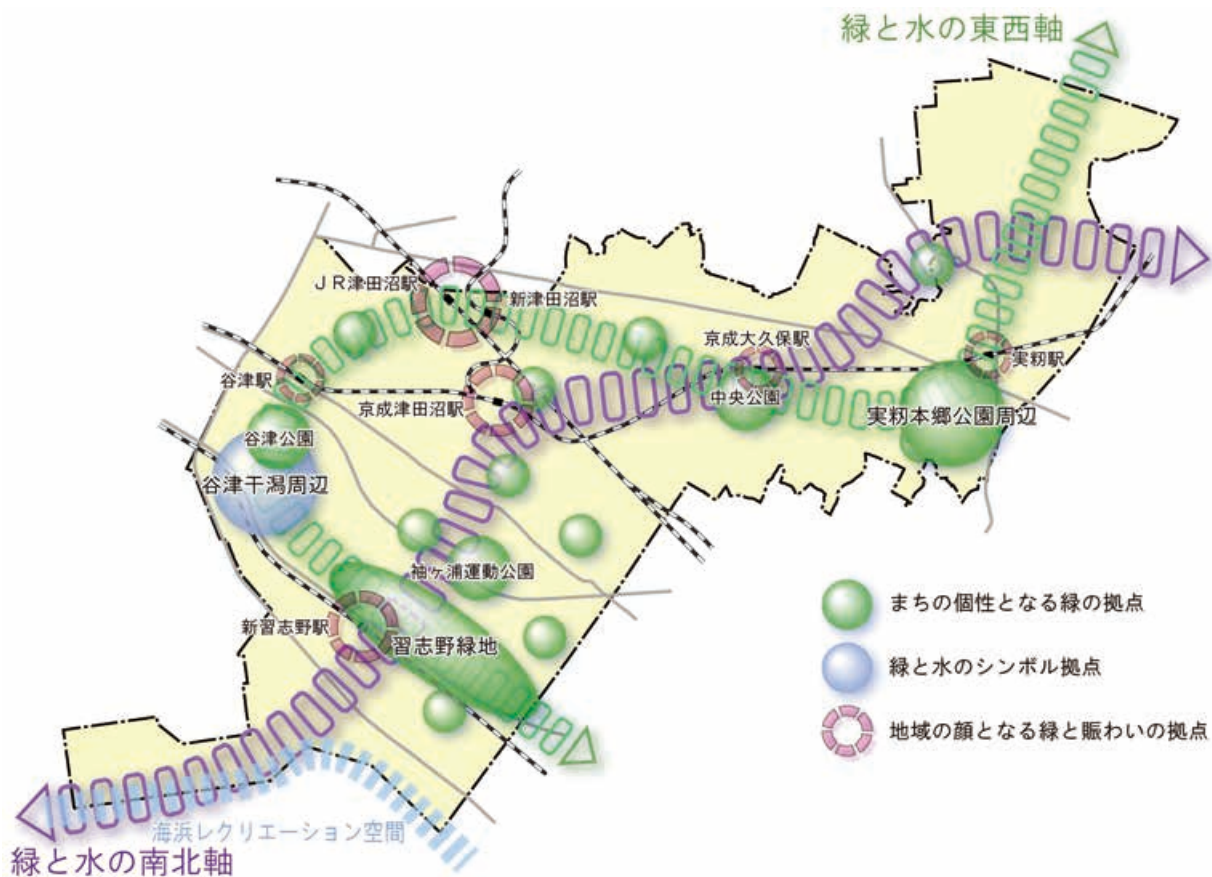 緑と水の東西軸
JR津田沼駅
新津田沼駅
京成大久保駅
実籾駅
谷津駅
京成津田沼駅
中央公園
実籾本郷公園周辺
谷津公園
谷津干潟周辺
袖ヶ浦運動公園
新習志野駅
習志野緑地
まちの個性となる緑の拠点
緑と水のシンボル拠点
地域の顔となる緑と賑わいの拠点
海浜レクリエーション空間
緑と水の南北軸